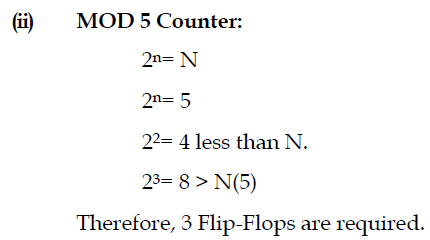 (ii) MOD 5 Counter:
2ⁿ= N
2ⁿ= 5
2²= 4 less than N.
2³= 8 > N(5)
Therefore, 3 Flip-Flops are required.